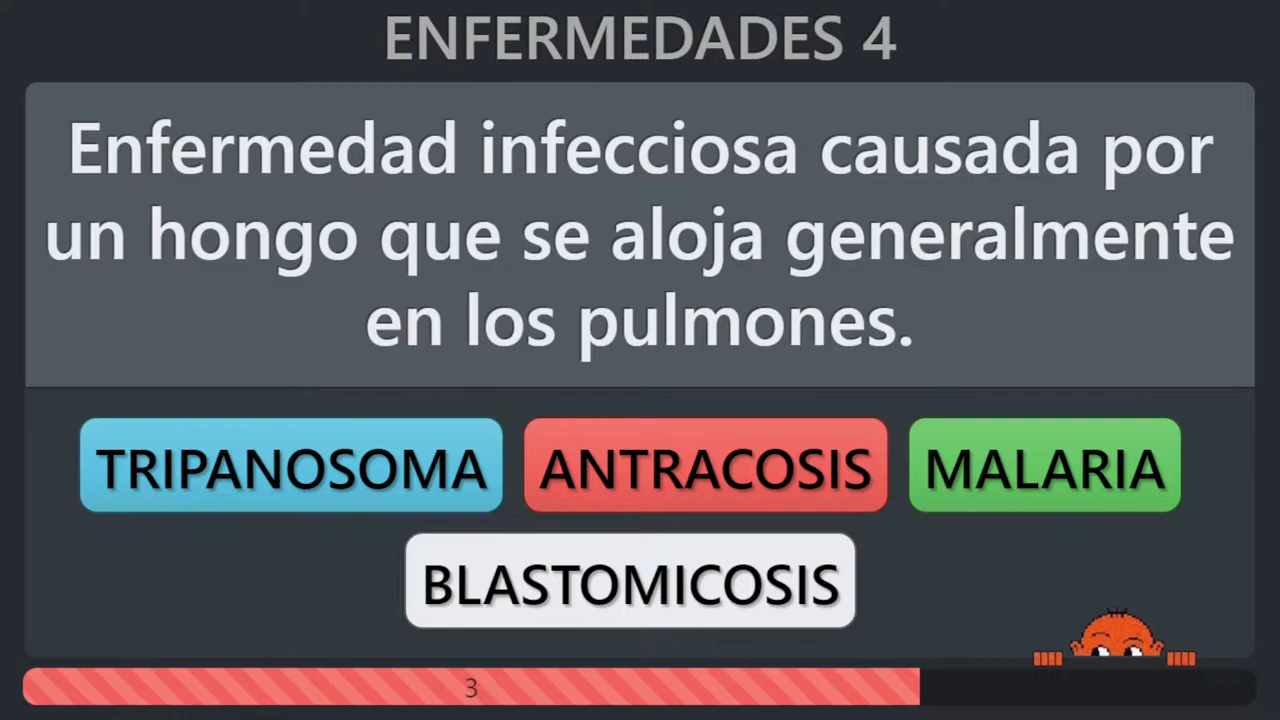 ENFERMEDADES 4
Enfermedad infecciosa causada por
un hongo que se aloja generalmente
en los pulmones.
TRIPANOSOMA
ANTRACOSIS
MALARIA
BLASTOMICOSIS
3